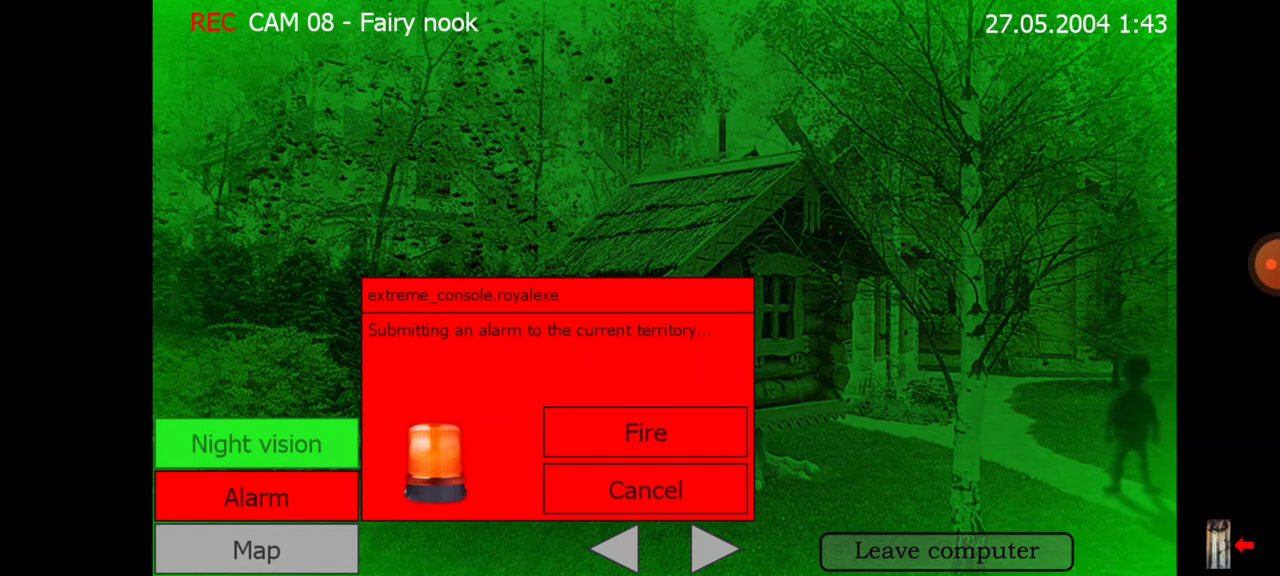 REC CAM 08 - Fairy nook
27.05.2004 1:43
extreme_console.royalexe
Submitting an alarm to the current territory...
Fire
Night vision
Cancel
Alarm
Map
Leave computer